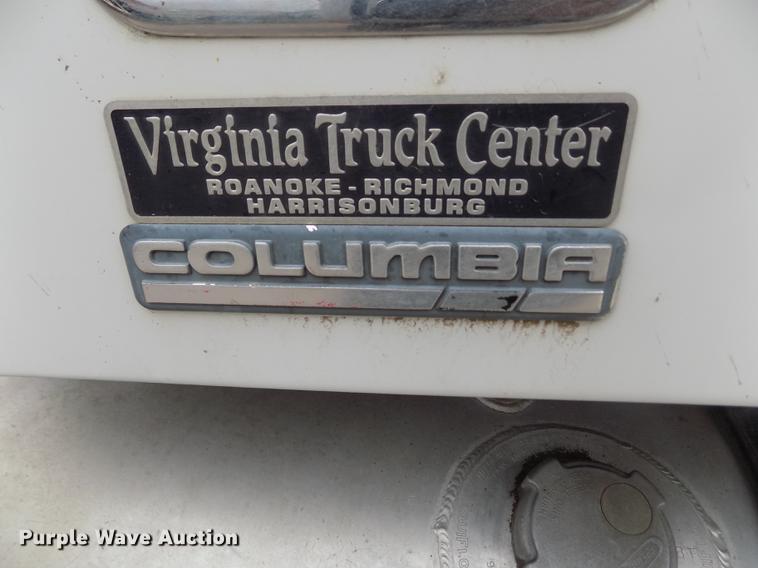 Virginia Truck Center
ROANOKE - RICHMOND
HARRISONBURG
COLUMBIA
Purple Wave Auction